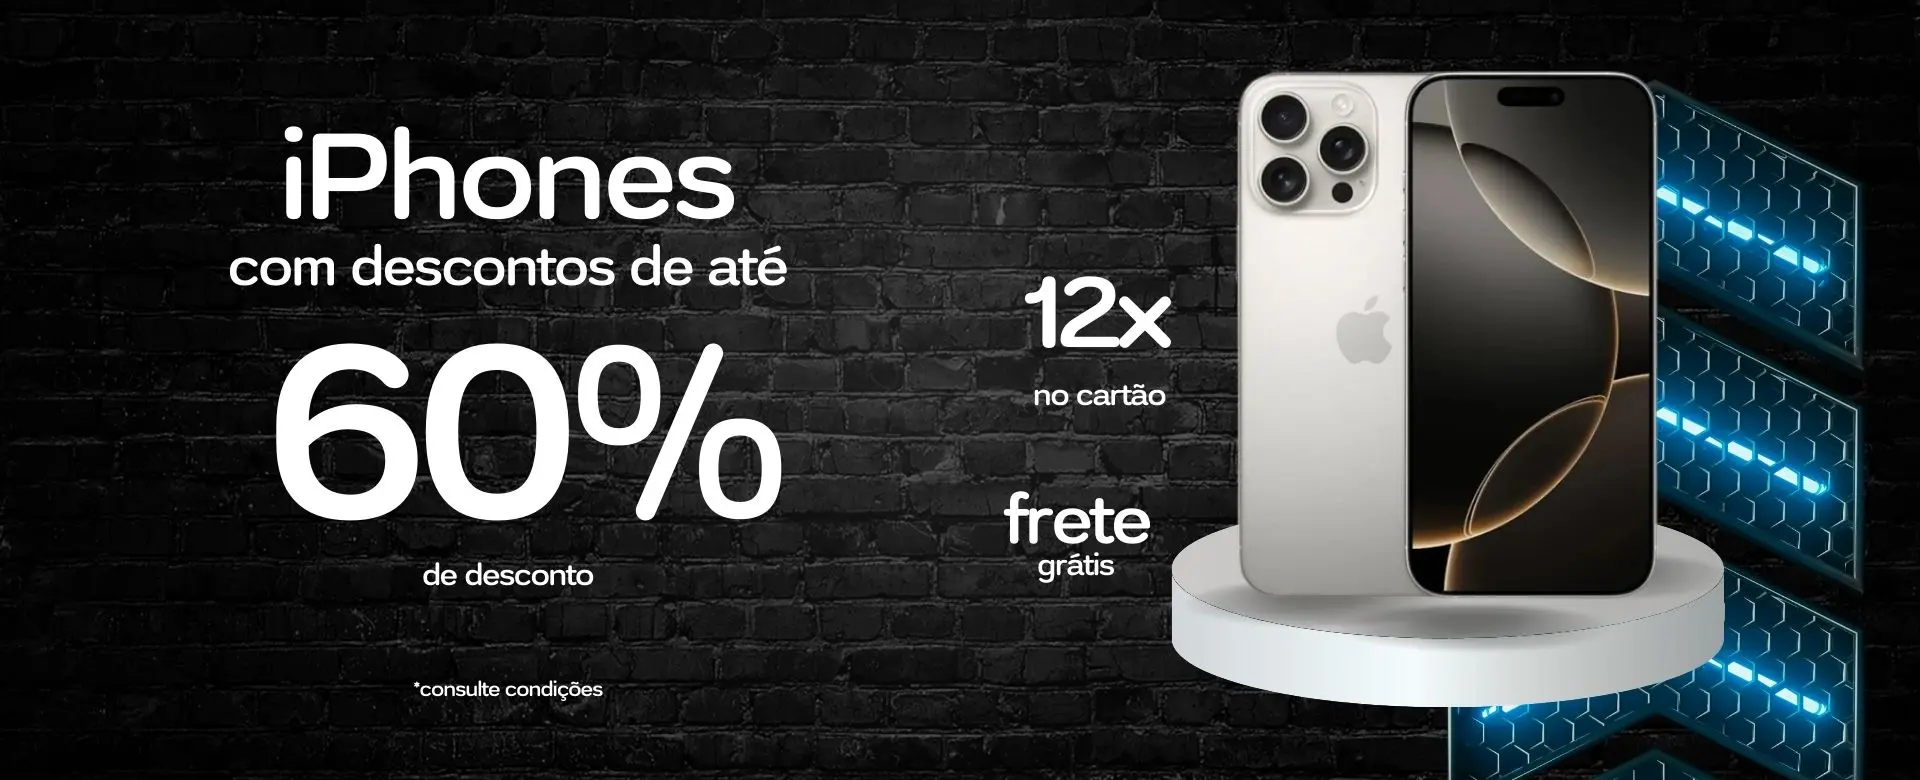 iPhones
com descontos de até
60%
de desconto
*consulte condições
12x
no cartão
frete
grátis